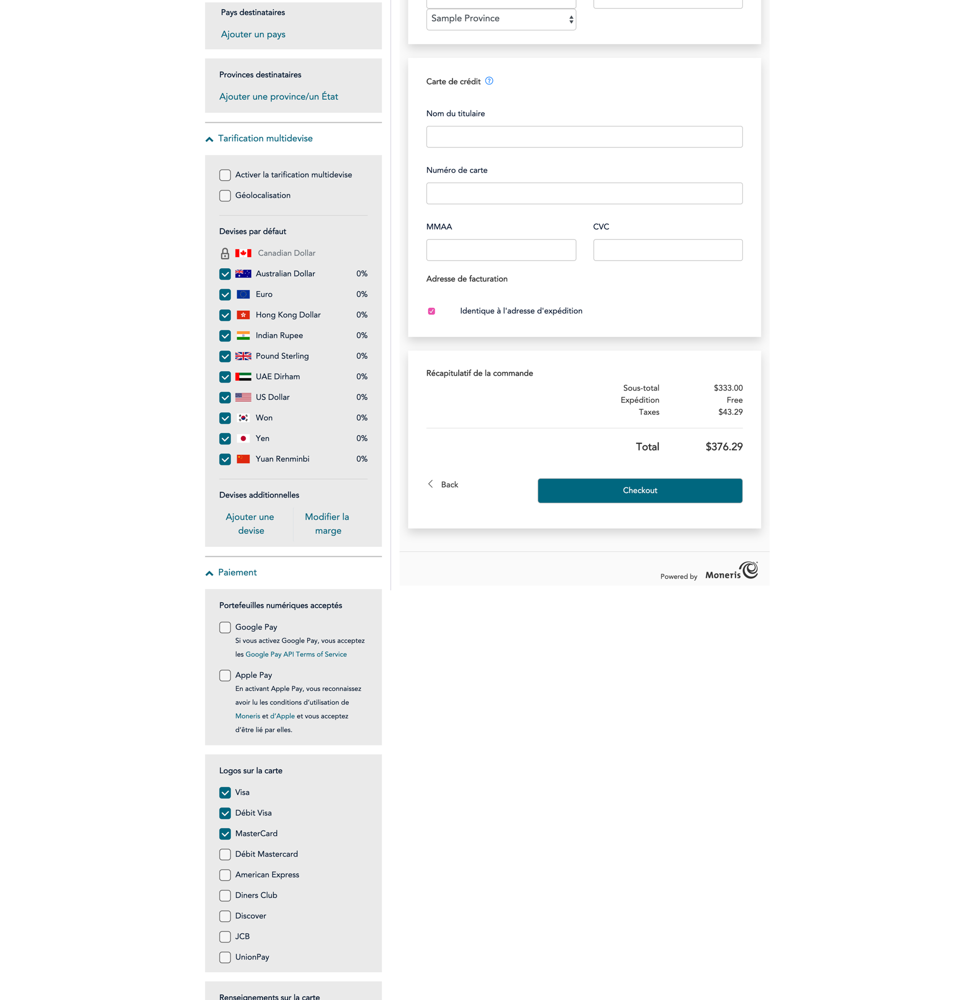 Pays destinataires
Ajouter un pays
Provinces destinataires
Ajouter une province/un État
Tarification multidevise
Activer la tarification multidevise
Géolocalisation
Devises par défaut
Canadian Dollar
Australian Dollar 0%
Euro 0%
Hong Kong Dollar 0%
Indian Rupee 0%
Pound Sterling 0%
UAE Dirham 0%
US Dollar 0%
Won 0%
Yen 0%
Yuan Renminbi 0%
Devises additionnelles
Ajouter une
devise
Modifier la
marge
Paiement
Portefeuilles numériques acceptés
Google Pay
Si vous activez Google Pay, vous acceptez
les Google Pay API Terms of Service
Apple Pay
En activant Apple Pay, vous reconnaissez
avoir lu les conditions d’utilisation de
Moneris et d’Apple et vous acceptez
d’être lié par elles.
Logos sur la carte
Visa
Débit Visa
MasterCard
Débit Mastercard
American Express
Diners Club
Discover
JCB
UnionPay
Renseignements sur la carte
Sample Province
Carte de crédit ?
Nom du titulaire
Numéro de carte
MMAA CVC
Adresse de facturation
Identique à l'adresse d'expédition
Récapitulatif de la commande
Sous-total $333.00
Expédition Free
Taxes $43.29
Total $376.29
Back
Checkout
Powered by Moneris